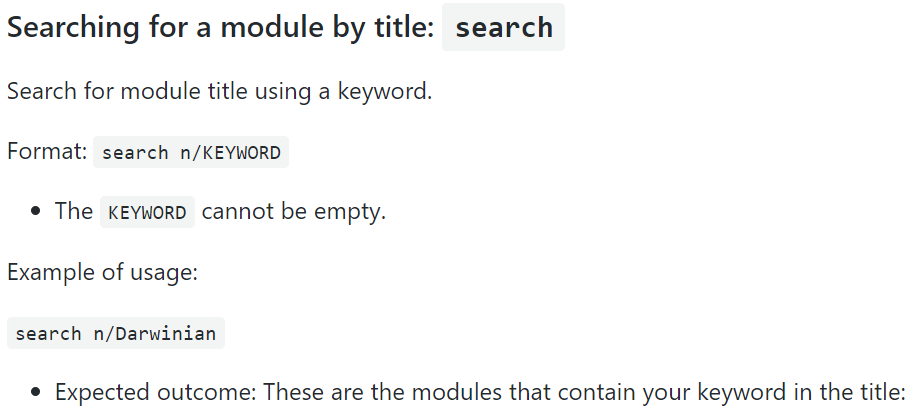 Searching for a module by title: search
Search for module title using a keyword.
Format: search n/KEYWORD
• The KEYWORD cannot be empty.
Example of usage:
search n/Darwinian
• Expected outcome: These are the modules that contain your keyword in the title: